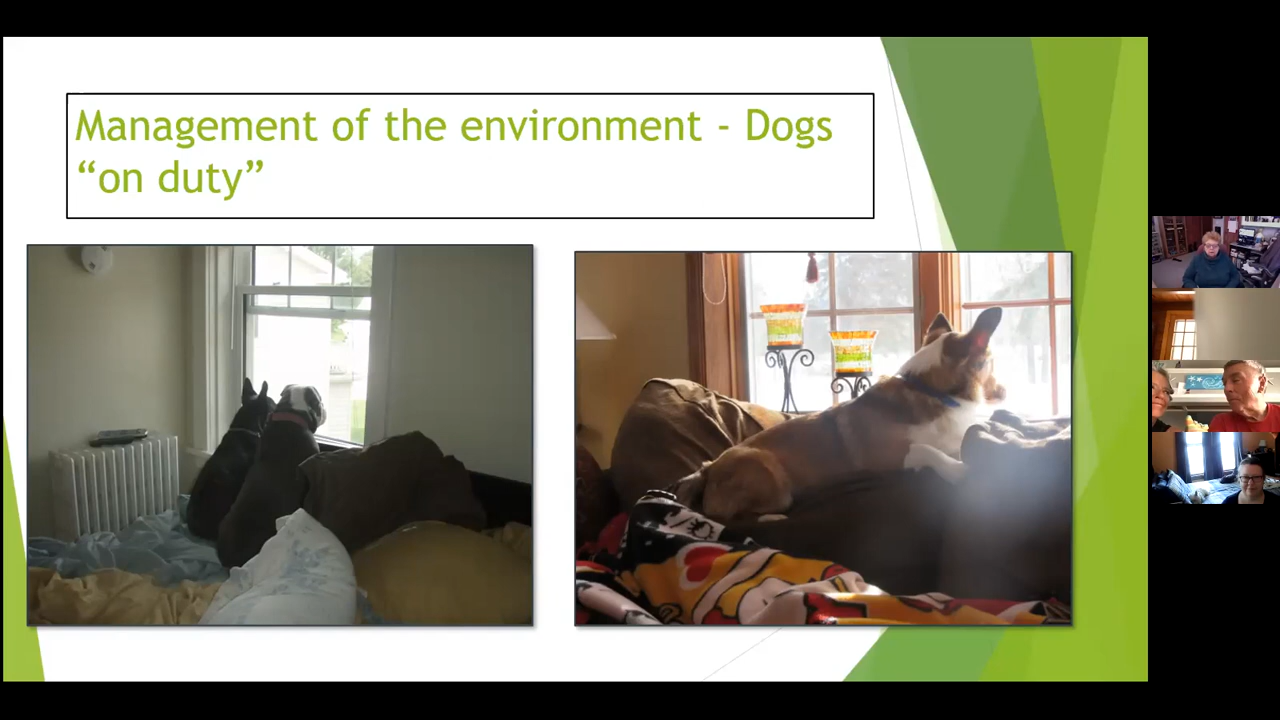 Management of the environment - Dogs
“on duty”